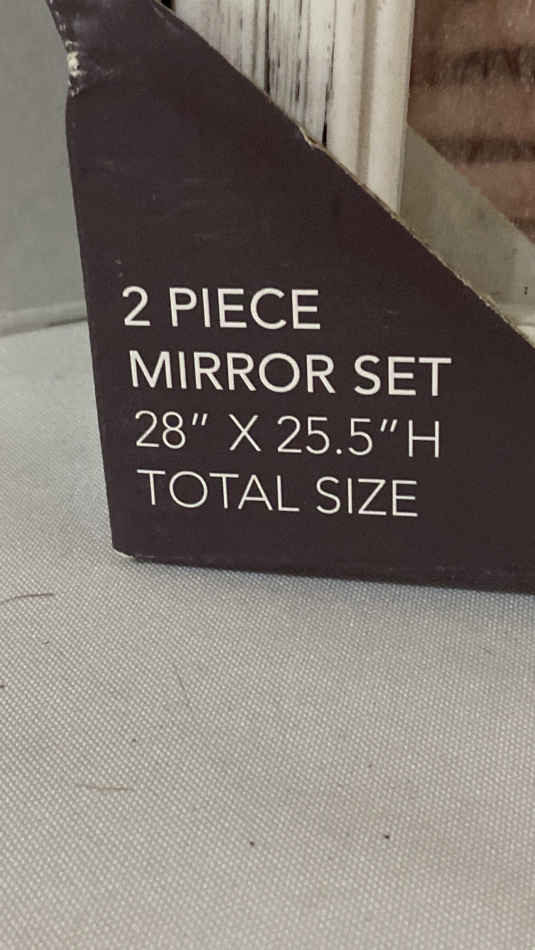 2 PIECE
MIRROR SET
28” X 25.5”H
TOTAL SIZE